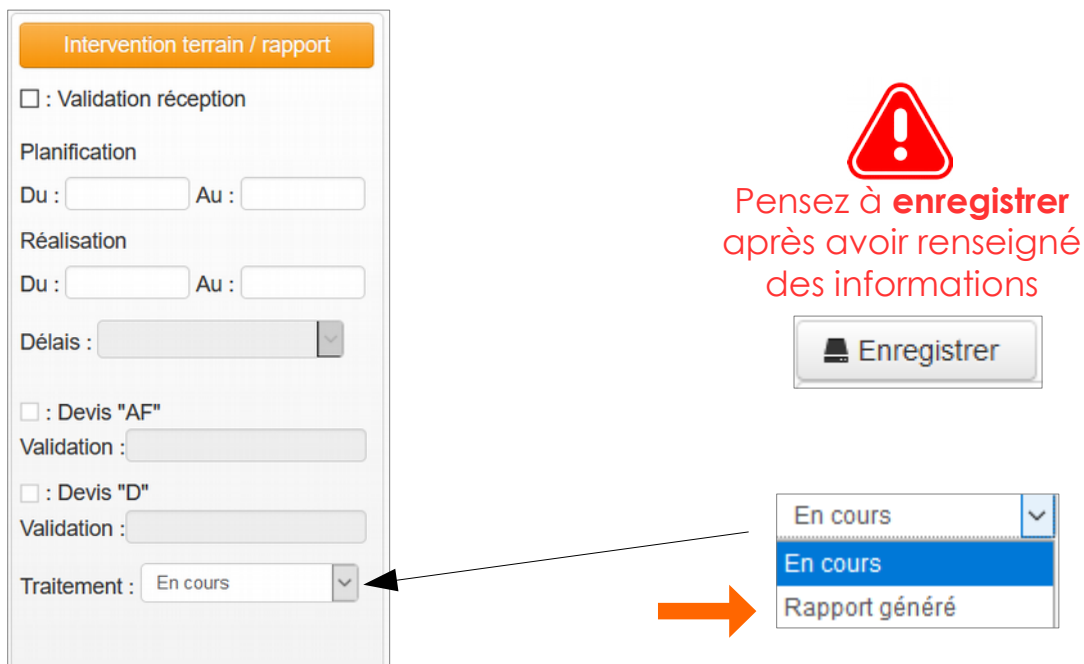 Intervention terrain / rapport
: Validation réception
Planification
Du : Au :
Réalisation
Du : Au :
Délais :
: Devis "AF"
Validation :
: Devis "D"
Validation :
Traitement : En cours
Pensez à enregistrer
après avoir renseigné
des informations
Enregistrer
En cours
En cours
Rapport généré